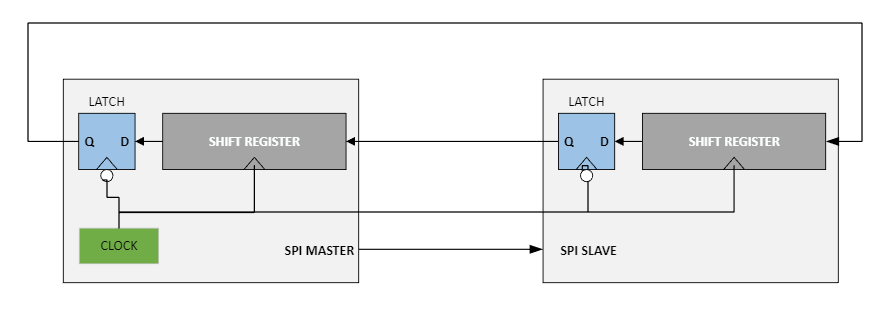 LATCH
LATCH
Q D
SHIFT REGISTER
Q D
SHIFT REGISTER
CLOCK
SPI MASTER
SPI SLAVE